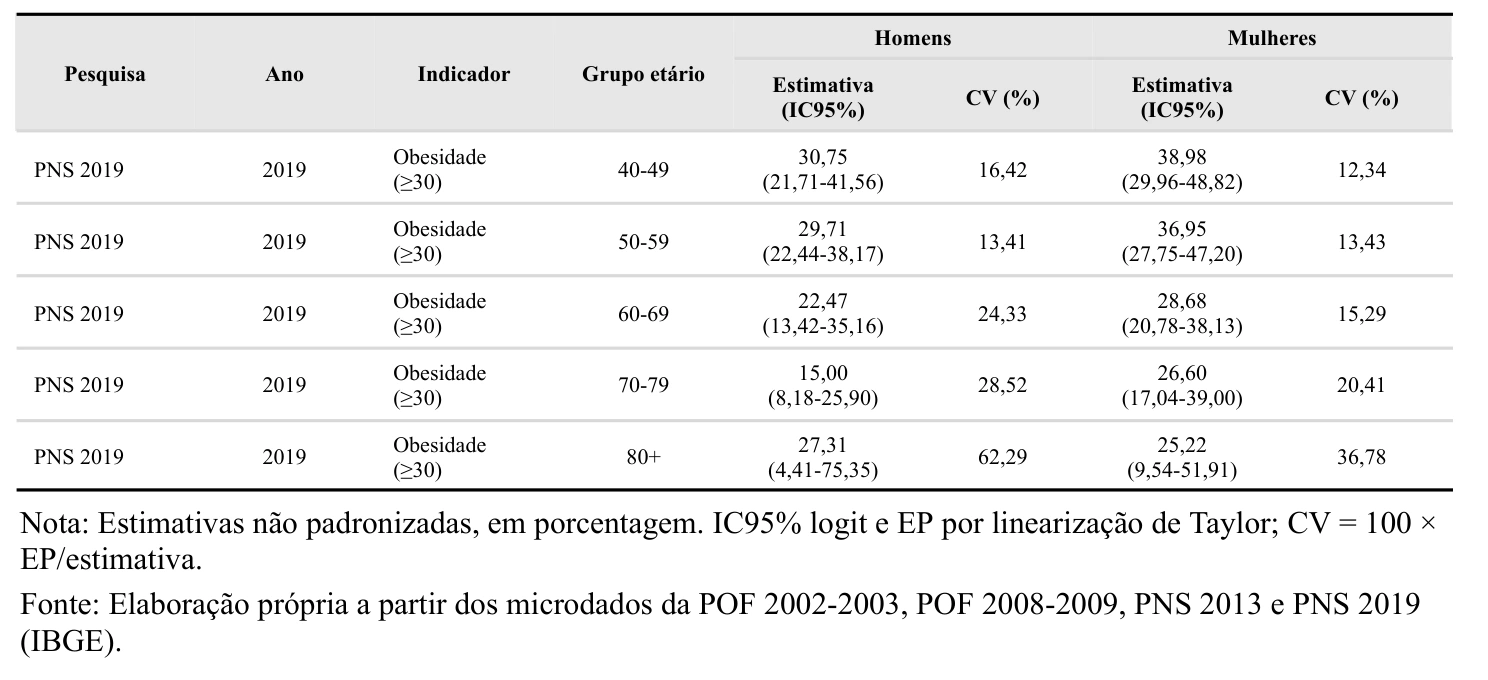 Pesquisa Ano Indicador Grupo etário Homens Mulheres
Estimativa (IC95%) CV (%) Estimativa (IC95%) CV (%)
PNS 2019 2019 Obesidade (≥30) 40-49 30,75 (21,71-41,56) 16,42 38,98 (29,96-48,82) 12,34
PNS 2019 2019 Obesidade (≥30) 50-59 29,71 (22,44-38,17) 13,41 36,95 (27,75-47,20) 13,43
PNS 2019 2019 Obesidade (≥30) 60-69 22,47 (13,42-35,16) 24,33 28,68 (20,78-38,13) 15,29
PNS 2019 2019 Obesidade (≥30) 70-79 15,00 (8,18-25,90) 28,52 26,60 (17,04-39,00) 20,41
PNS 2019 2019 Obesidade (≥30) 80+ 27,31 (4,41-75,35) 62,29 25,22 (9,54-51,91) 36,78
Nota: Estimativas não padronizadas, em porcentagem. IC95% logit e EP por linearização de Taylor; CV = 100 ×
EP/estimativa.
Fonte: Elaboração própria a partir dos microdados da POF 2002-2003, POF 2008-2009, PNS 2013 e PNS 2019
(IBGE).